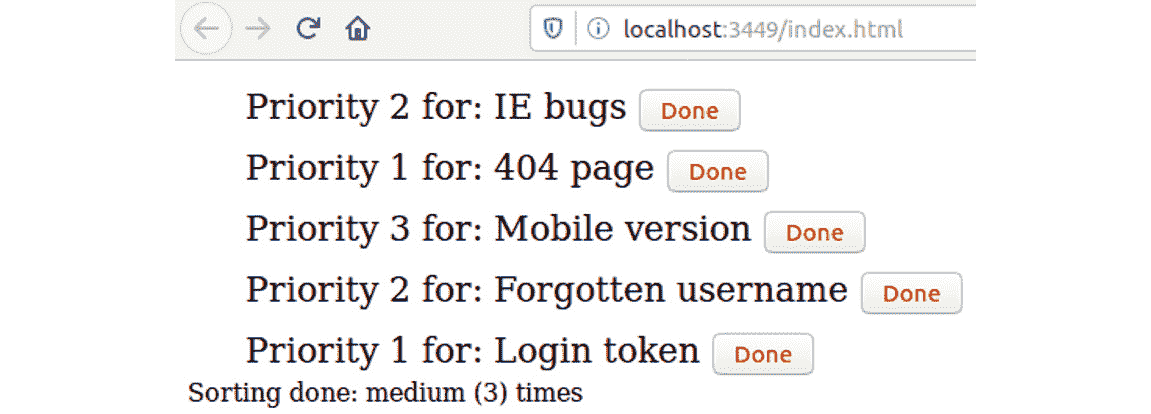 localhost:3449/index.html
Priority 2 for: IE bugs Done
Priority 1 for: 404 page Done
Priority 3 for: Mobile version Done
Priority 2 for: Forgotten username Done
Priority 1 for: Login token Done
Sorting done: medium (3) times